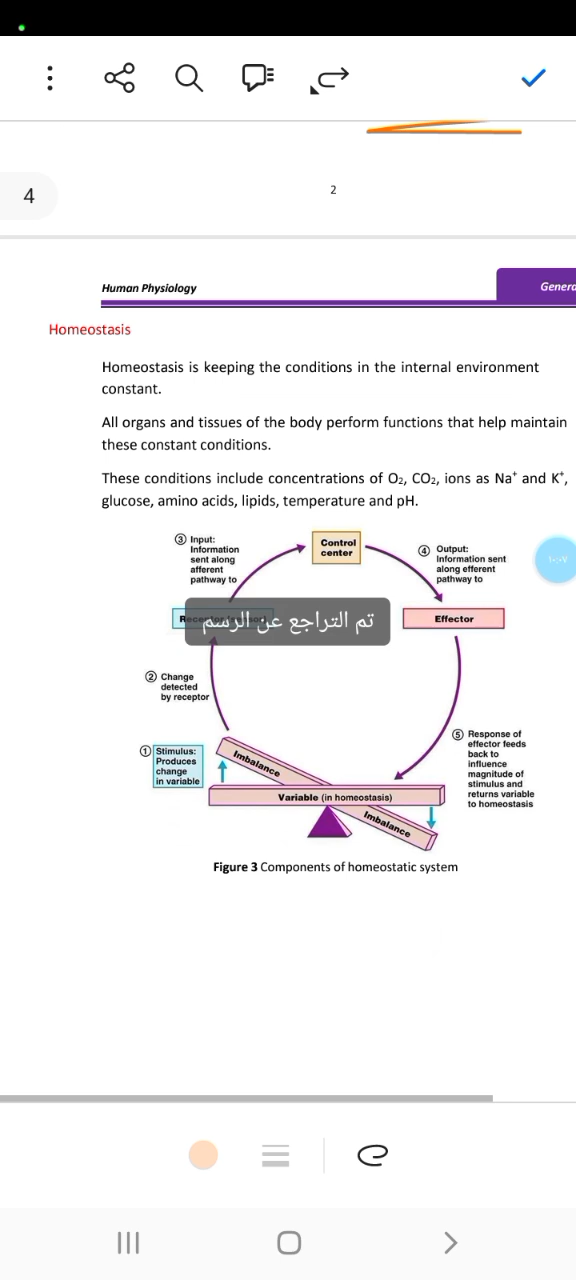 4
2
Human Physiology
Homeostasis
Homeostasis is keeping the conditions in the internal environment
constant.
All organs and tissues of the body perform functions that help maintain
these constant conditions.
These conditions include concentrations of O₂, CO₂, ions as Na⁺ and K⁺,
glucose, amino acids, lipids, temperature and pH.
③ Input:
Information
sent along
afferent
pathway to
Control
center
④ Output:
Information sent
along efferent
pathway to
تم التراجع عن الرسم
Effector
② Change
detected
by receptor
① Stimulus:
Produces
change
in variable
Imbalance
Variable (in homeostasis)
Imbalance
⑤ Response of
effector feeds
back to
influence
magnitude of
stimulus and
returns variable
to homeostasis
Figure 3 Components of homeostatic system